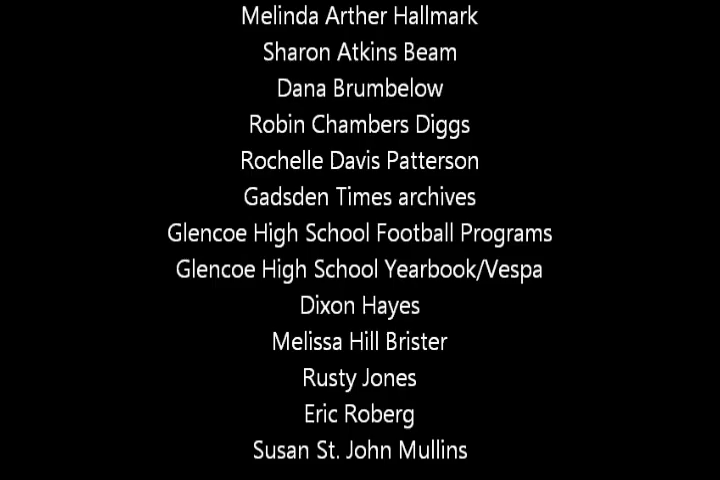 Melinda Arther Hallmark
Sharon Atkins Beam
Dana Brumbelow
Robin Chambers Diggs
Rochelle Davis Patterson
Gadsden Times archives
Glencoe High School Football Programs
Glencoe High School Yearbook/Vespa
Dixon Hayes
Melissa Hill Brister
Rusty Jones
Eric Roberg
Susan St. John Mullins